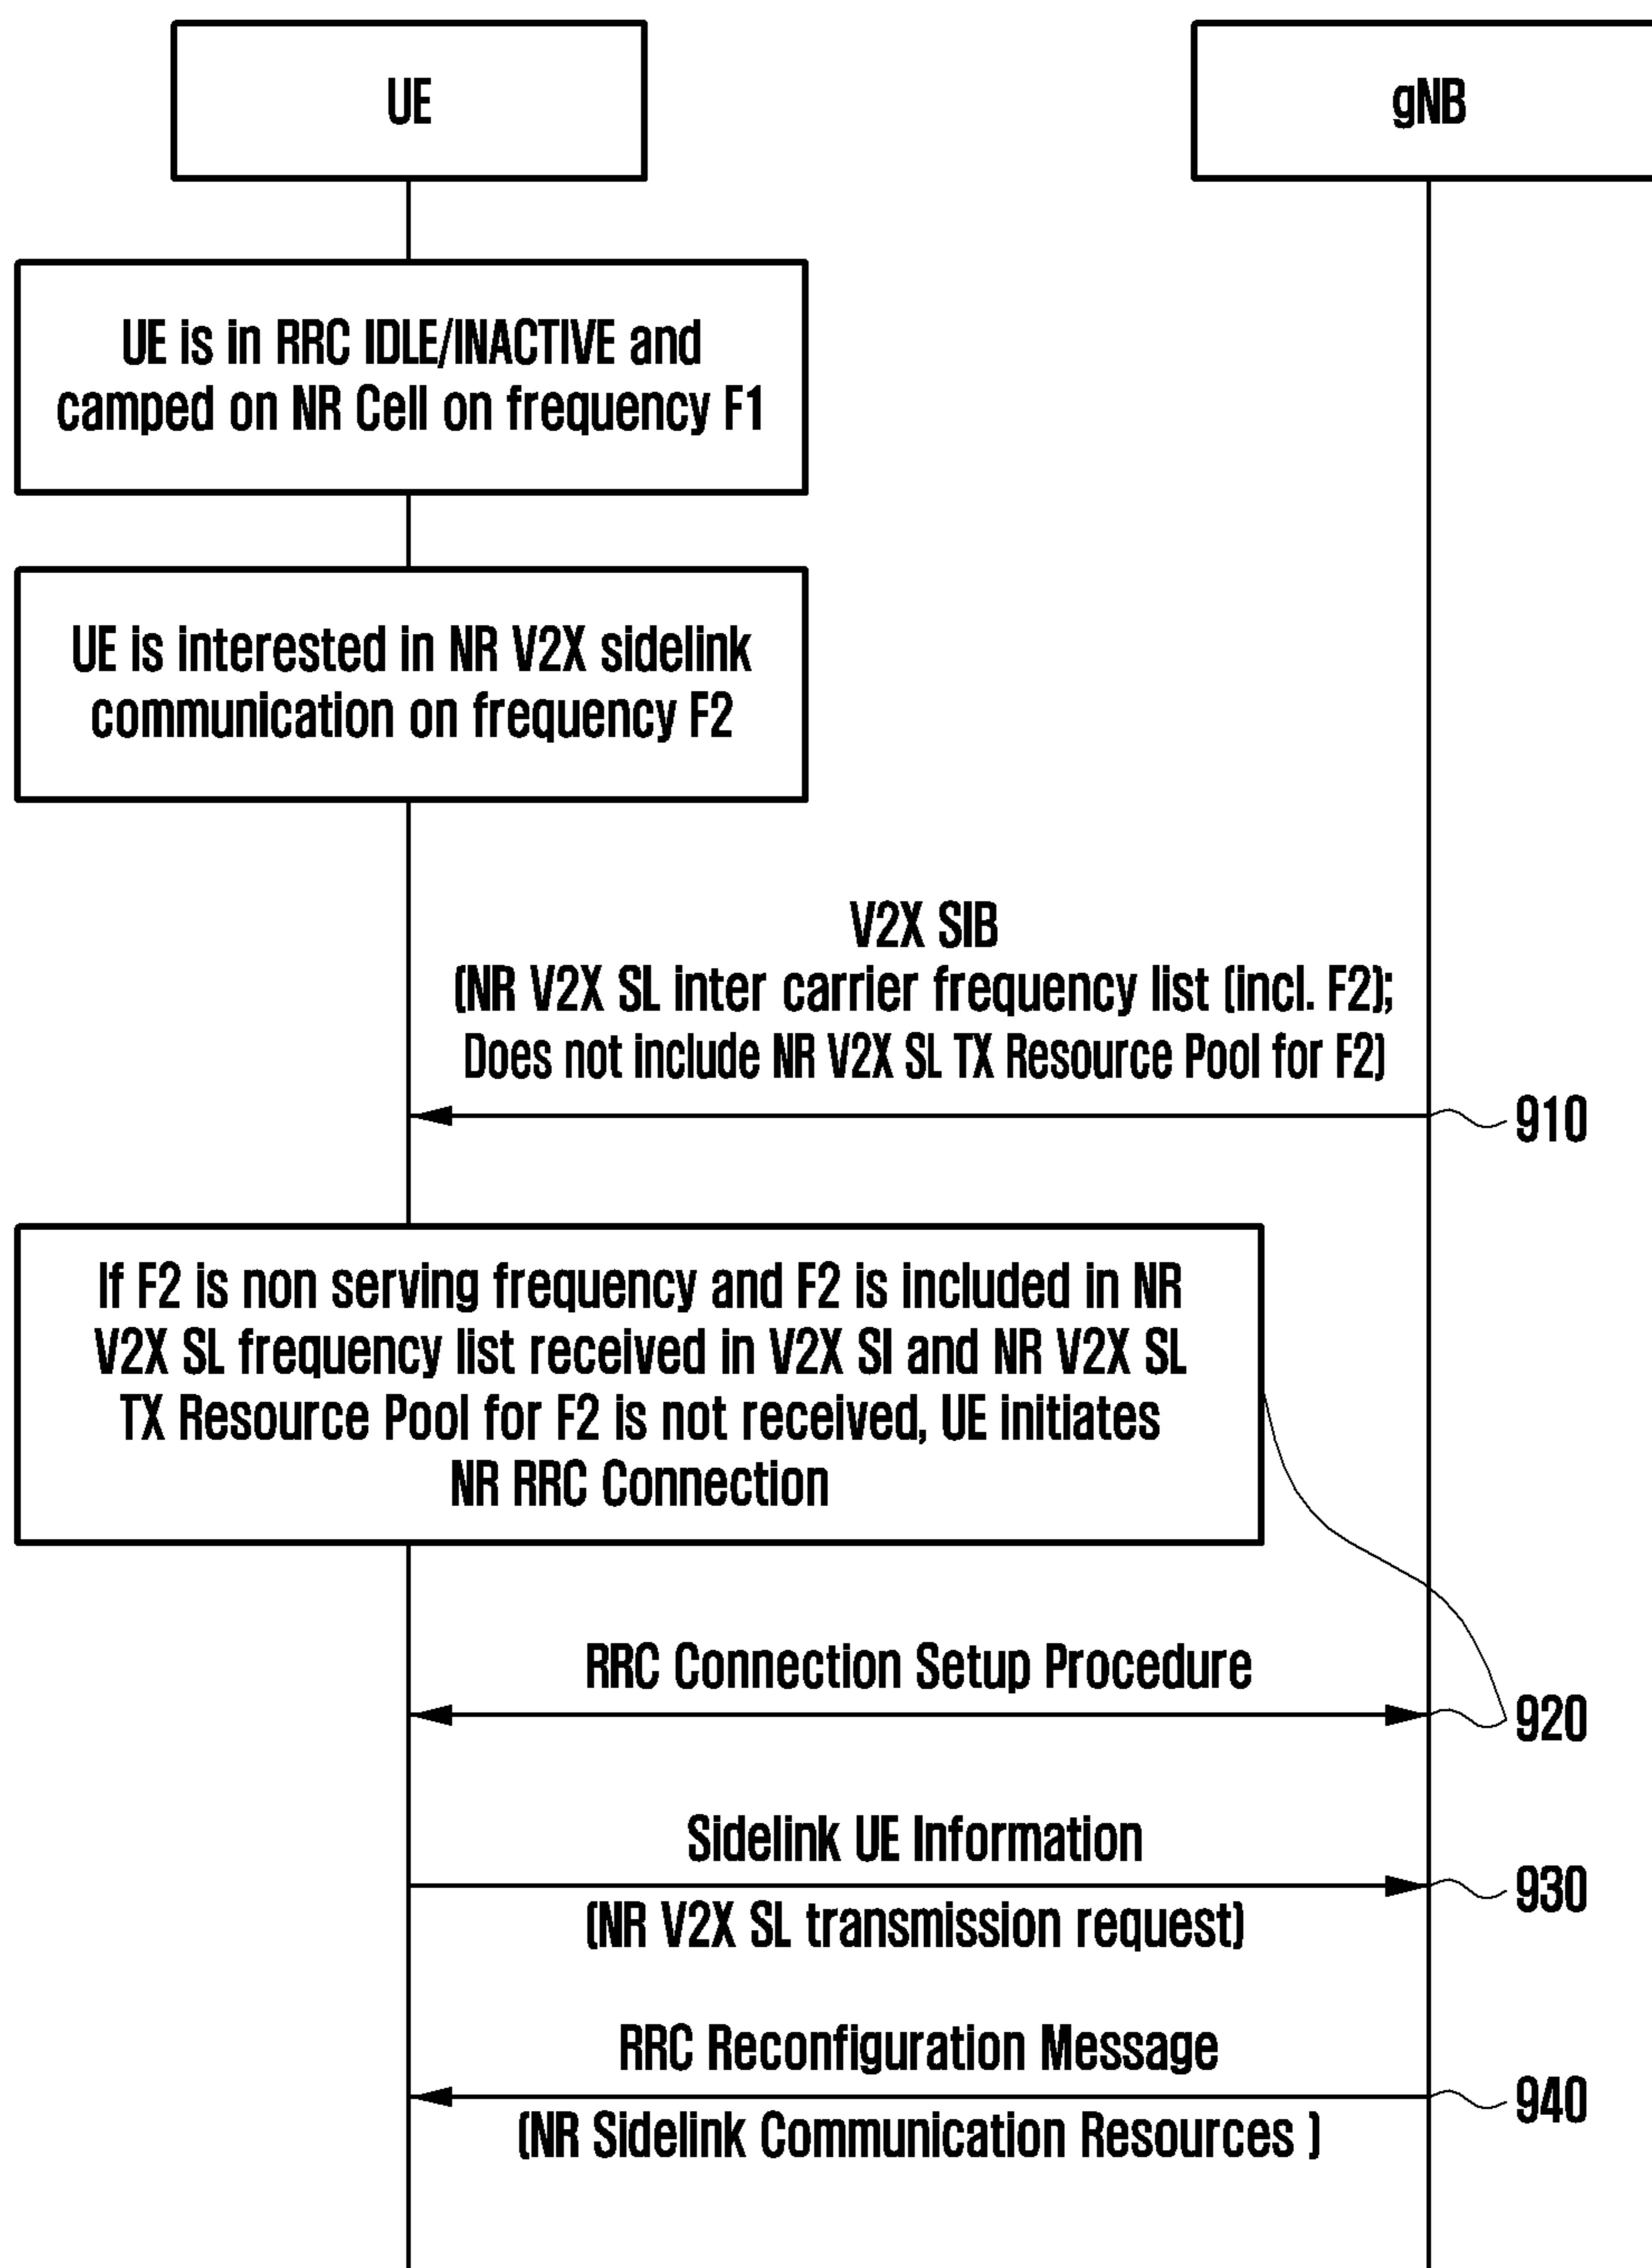 UE
gNB
UE is in RRC IDLE/INACTIVE and
camped on NR Cell on frequency F1
UE is interested in NR V2X sidelink
communication on frequency F2
V2X SIB
(NR V2X SL inter carrier frequency list (incl. F2);
Does not include NR V2X SL TX Resource Pool for F2)
910
If F2 is non serving frequency and F2 is included in NR
V2X SL frequency list received in V2X SI and NR V2X SL
TX Resource Pool for F2 is not received, UE initiates
NR RRC Connection
RRC Connection Setup Procedure
920
Sidelink UE Information
930
(NR V2X SL transmission request)
RRC Reconfiguration Message
940
(NR Sidelink Communication Resources )